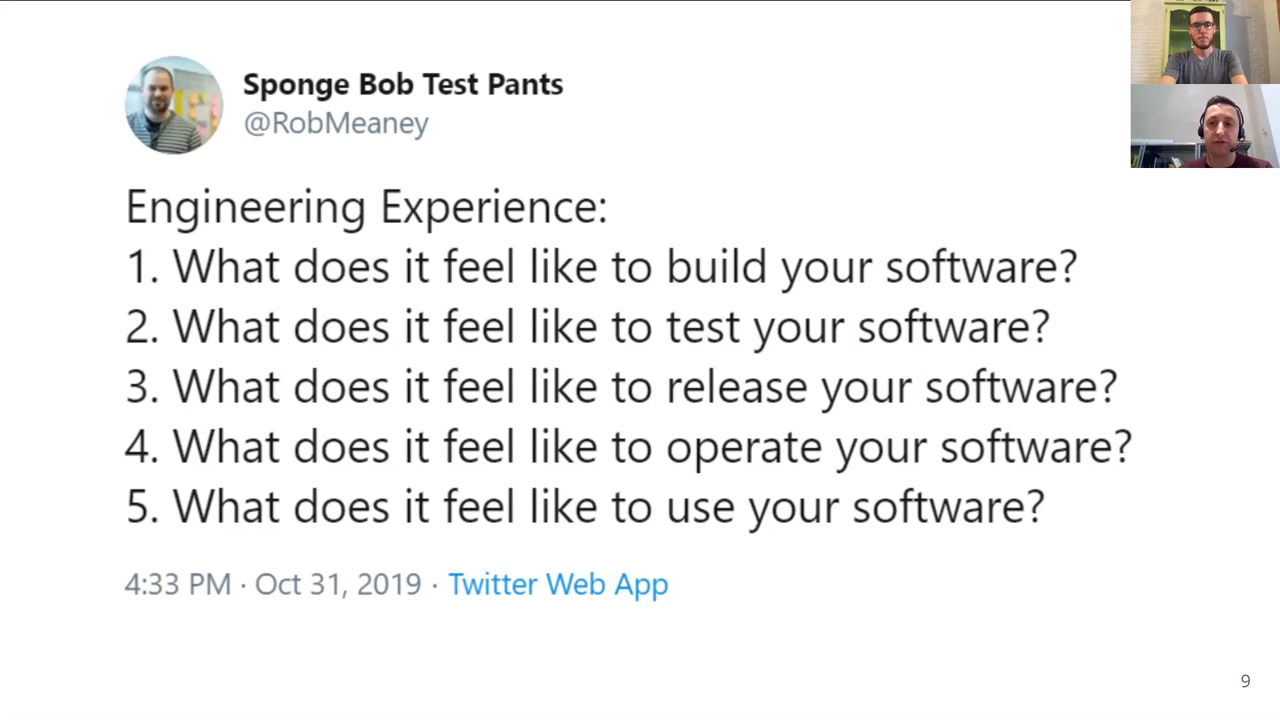 Sponge Bob Test Pants
@RobMeaney
Engineering Experience:
1. What does it feel like to build your software?
2. What does it feel like to test your software?
3. What does it feel like to release your software?
4. What does it feel like to operate your software?
5. What does it feel like to use your software?
4:33 PM · Oct 31, 2019 · Twitter Web App
9